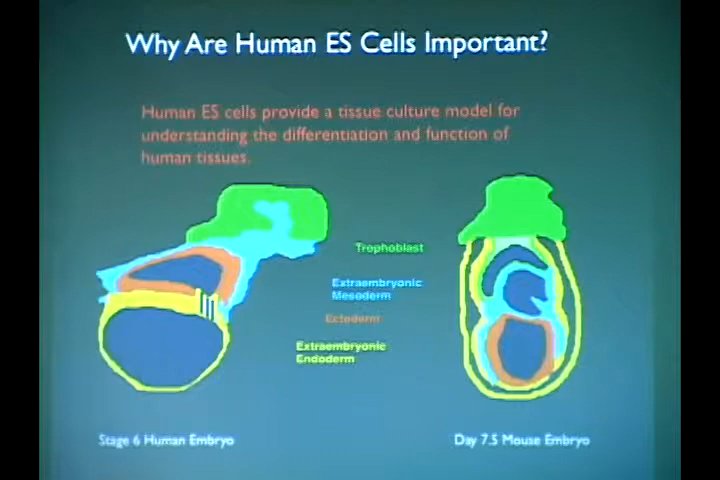 Why Are Human ES Cells Important?
Human ES cells provide a tissue culture model for
understanding the differentiation and function of
human tissues.
Trophoblast
Extraembryonic
Mesoderm
Ectoderm
Extraembryonic
Endoderm
Stage 6 Human Embryo
Day 7.5 Mouse Embryo